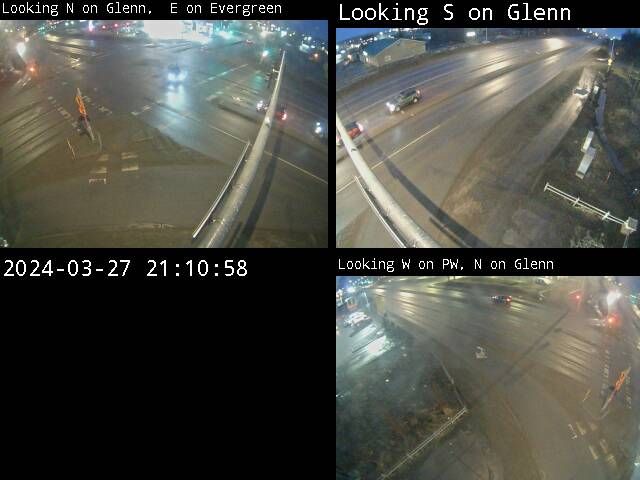 Looking N on Glenn,  E on Evergreen
Looking S on Glenn
2024-03-27 21:10:58
Looking W on PW, N on Glenn